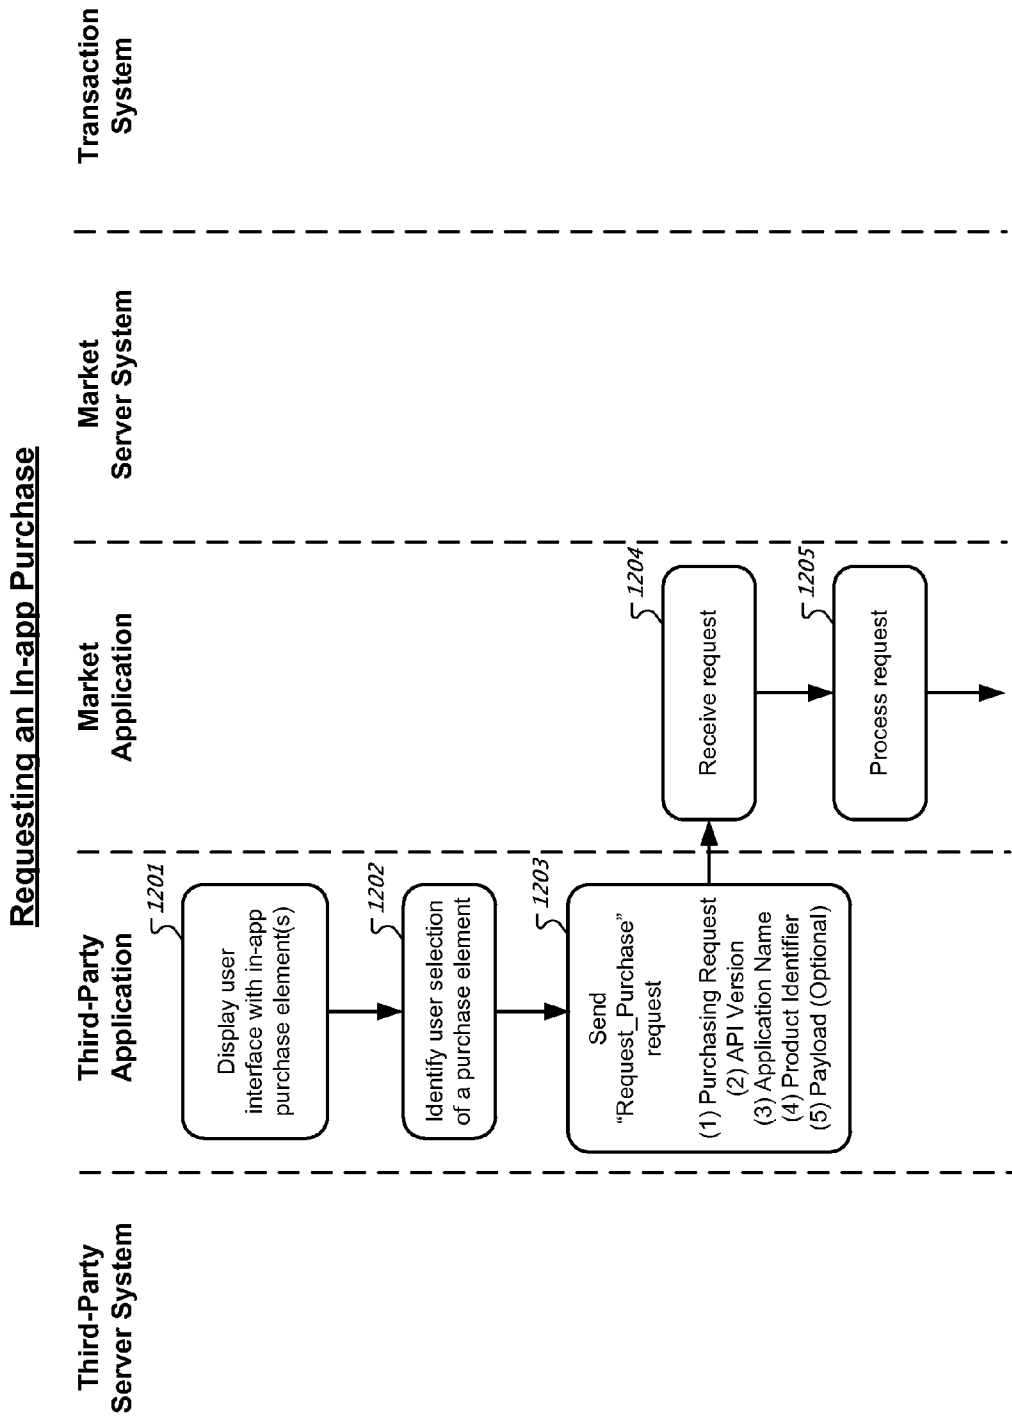 Requesting an In-app Purchase
Third-Party
Server System
Third-Party
Application
Market
Application
Market
Server System
Transaction
System
1201
Display user
interface with in-app
purchase element(s)
1202
Identify user selection
of a purchase element
1203
Send
“Request_Purchase”
request
(1) Purchasing Request
(2) API Version
(3) Application Name
(4) Product Identifier
(5) Payload (Optional)
1204
Receive request
1205
Process request